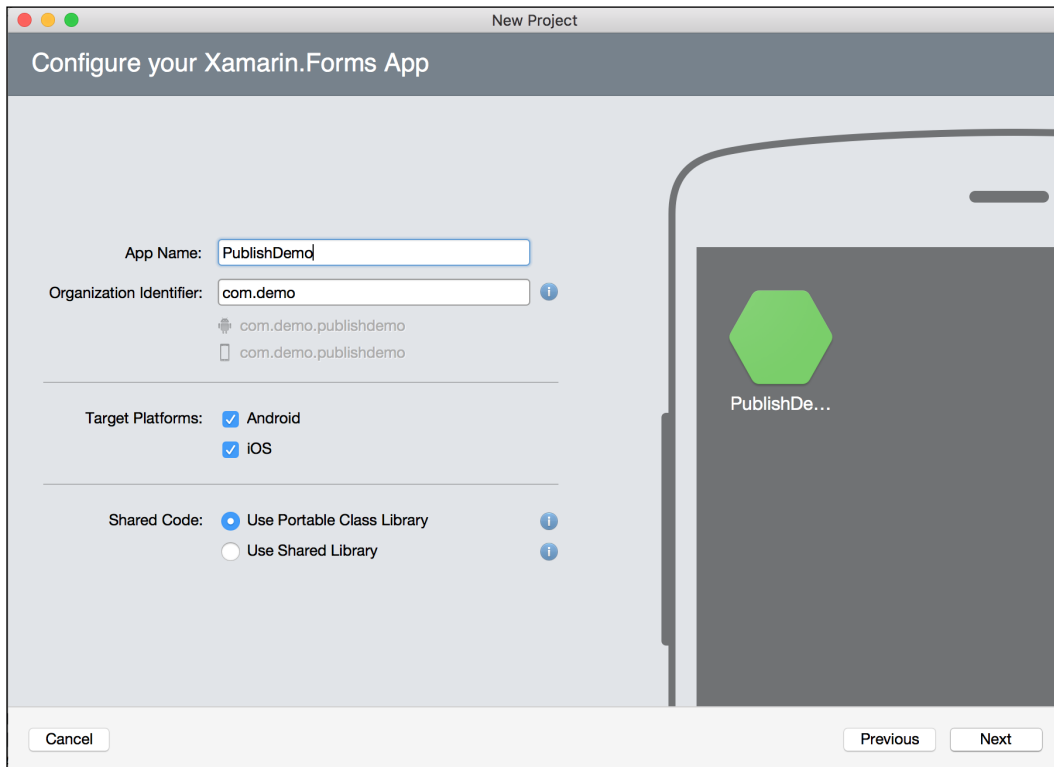 New Project
Configure your Xamarin.Forms App
App Name: PublishDemo
Organization Identifier: com.demo
com.demo.publishdemo
com.demo.publishdemo
Target Platforms: Android
iOS
Shared Code: Use Portable Class Library
Use Shared Library
PublishDe...
Cancel Previous Next